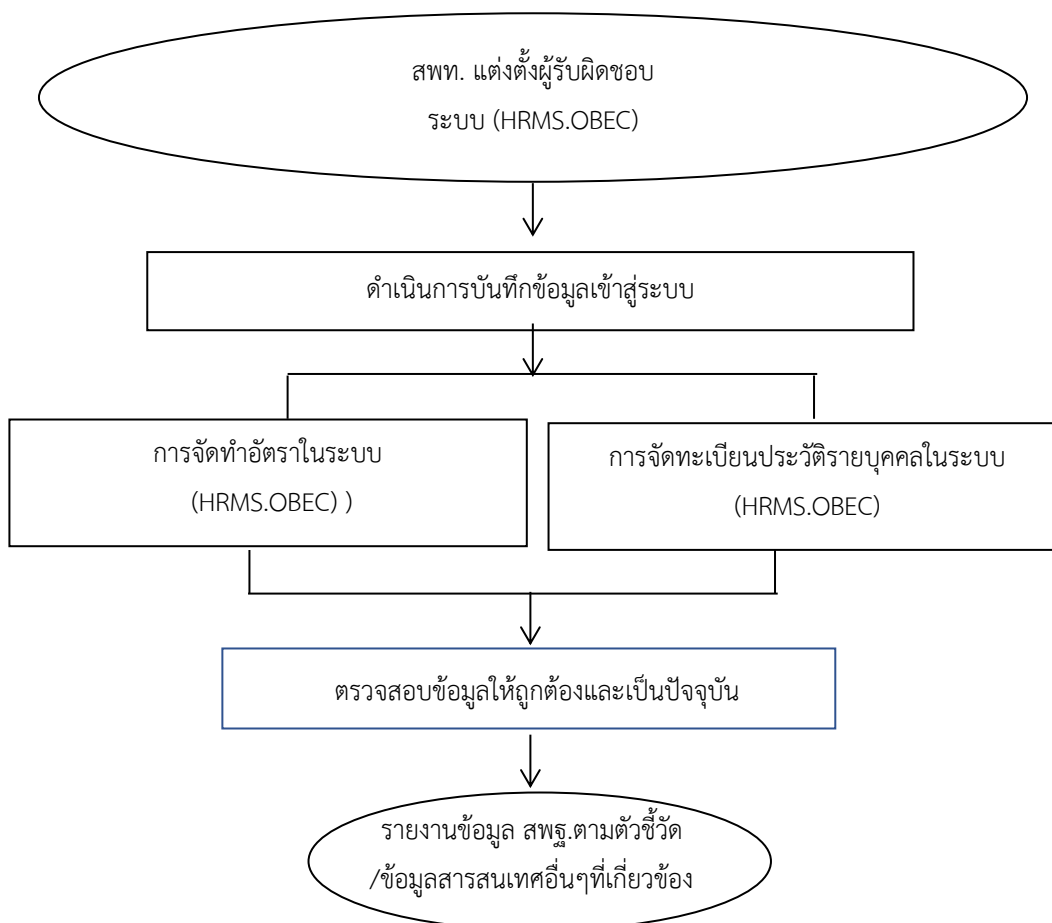 สพท. แต่งตั้งผู้รับผิดชอบ
ระบบ (HRMS.OBEC)
ดำเนินการบันทึกข้อมูลเข้าสู่ระบบ
การจัดทำอัตราในระบบ
(HRMS.OBEC) )
การจัดทะเบียนประวัติรายบุคคลในระบบ
(HRMS.OBEC)
ตรวจสอบข้อมูลให้ถูกต้องและเป็นปัจจุบัน
รายงานข้อมูล สพฐ.ตามตัวชี้วัด
/ข้อมูลสารสนเทศอื่นๆที่เกี่ยวข้อง